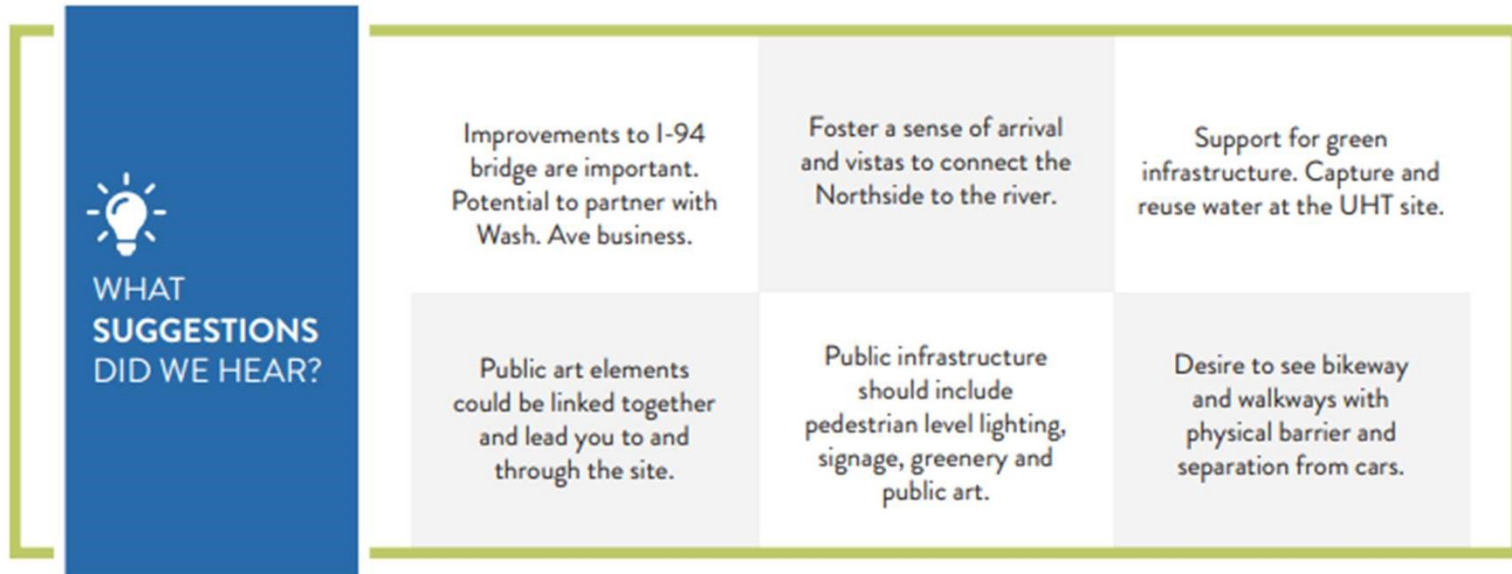 WHAT
SUGGESTIONS
DID WE HEAR?
Improvements to I-94
bridge are important.
Potential to partner with
Wash. Ave business.
Foster a sense of arrival
and vistas to connect the
Northside to the river.
Support for green
infrastructure. Capture and
reuse water at the UHT site.
Public art elements
could be linked together
and lead you to and
through the site.
Public infrastructure
should include
pedestrian level lighting,
signage, greenery and
public art.
Desire to see bikeway
and walkways with
physical barrier and
separation from cars.